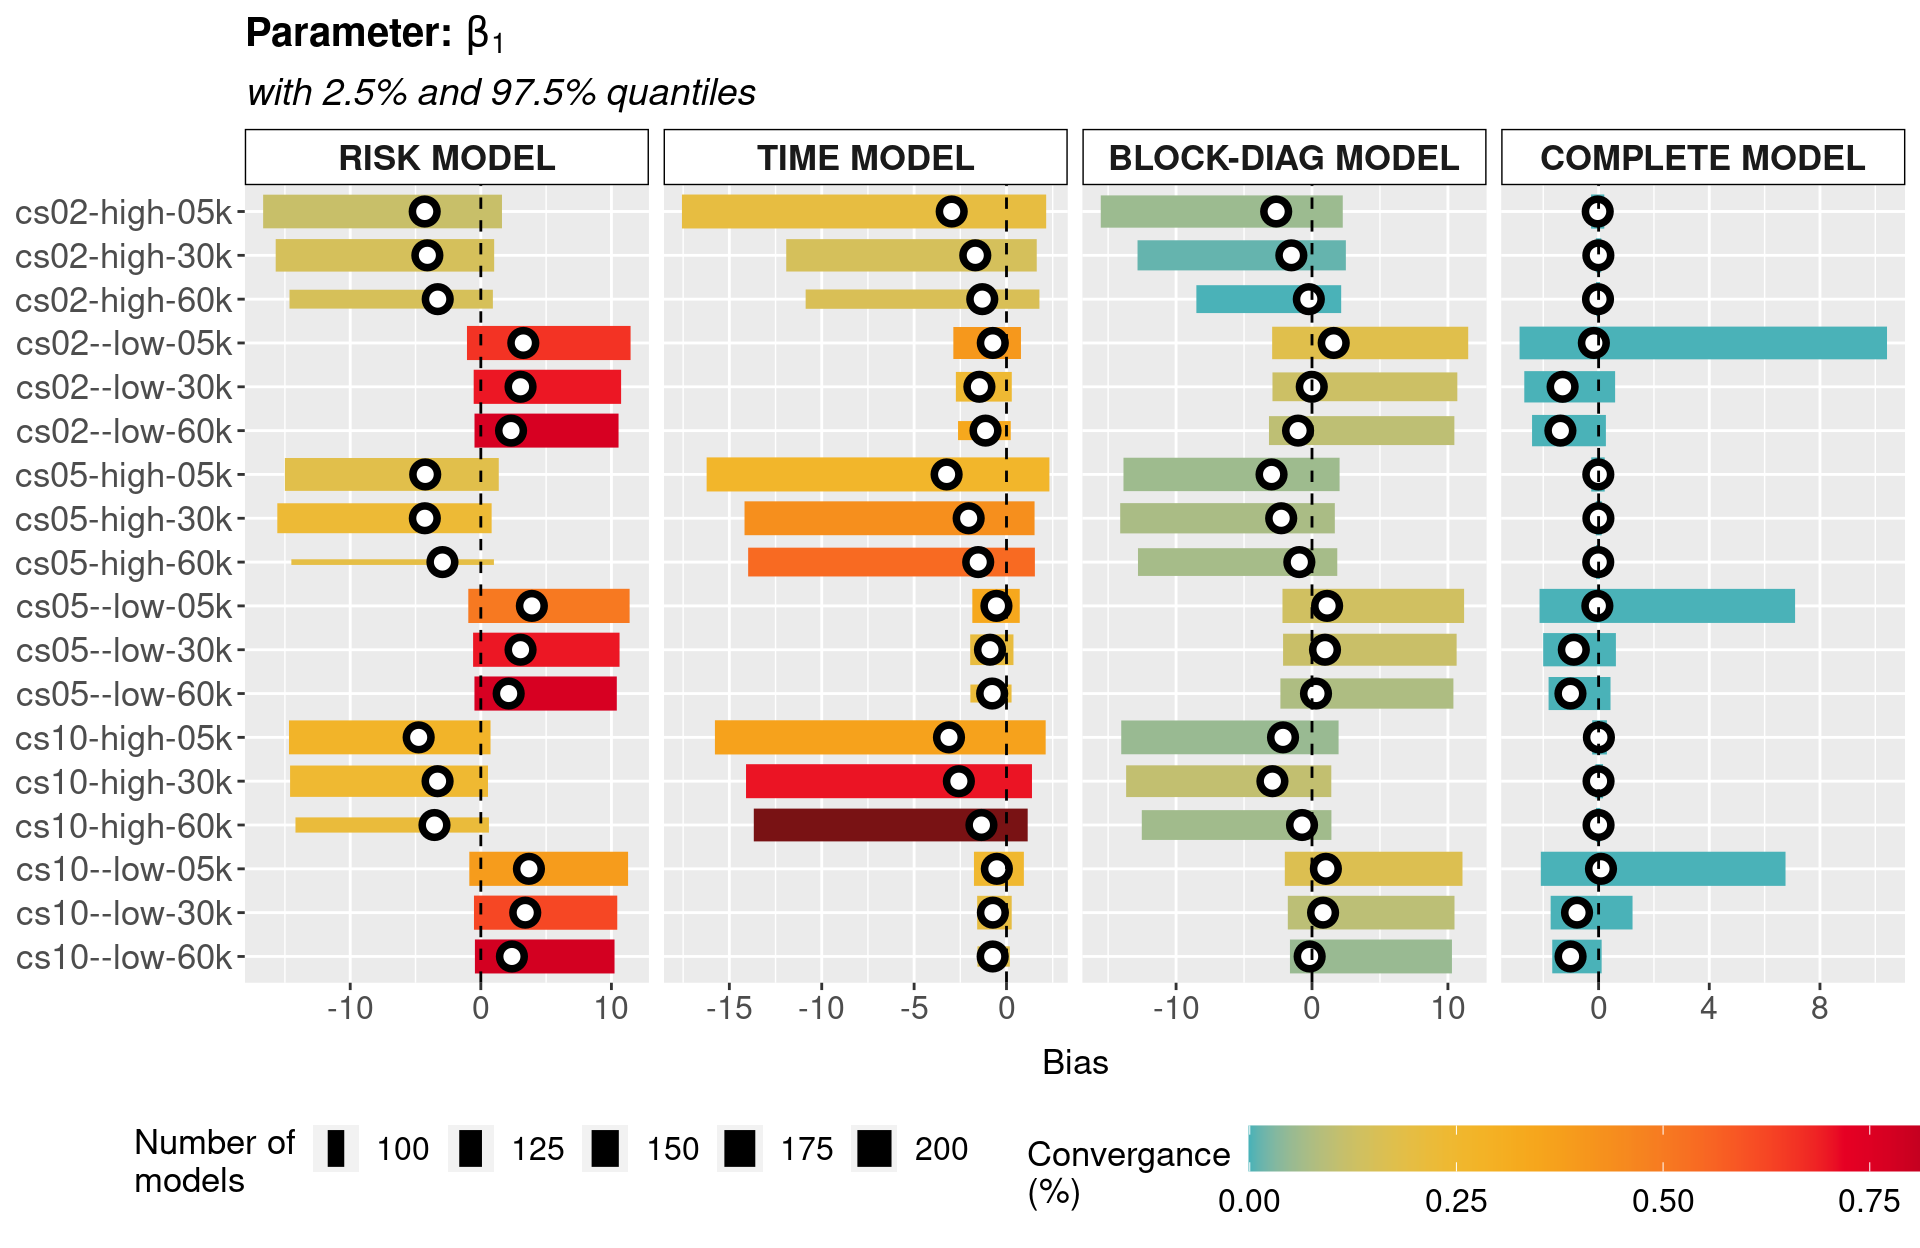 Parameter: β₁
with 2.5% and 97.5% quantiles
RISK MODEL TIME MODEL BLOCK-DIAG MODEL COMPLETE MODEL
cs02-high-05k
cs02-high-30k
cs02-high-60k
cs02--low-05k
cs02--low-30k
cs02--low-60k
cs05-high-05k
cs05-high-30k
cs05-high-60k
cs05--low-05k
cs05--low-30k
cs05--low-60k
cs10-high-05k
cs10-high-30k
cs10-high-60k
cs10--low-05k
cs10--low-30k
cs10--low-60k
-10 0 10 -15 -10 -5 0 -10 0 10 0 4 8
Bias
Number of
models
100 125 150 175 200
Convergance
(%)
0.00 0.25 0.50 0.75